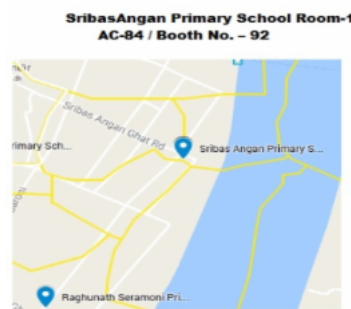 SribasAngan Primary School Room-1
AC-84 / Booth No. – 92
Sribas Angan Ghat Rd
rimary Sch...
Sribas Angan Primary S...
Raghunath Seramoni Pri...